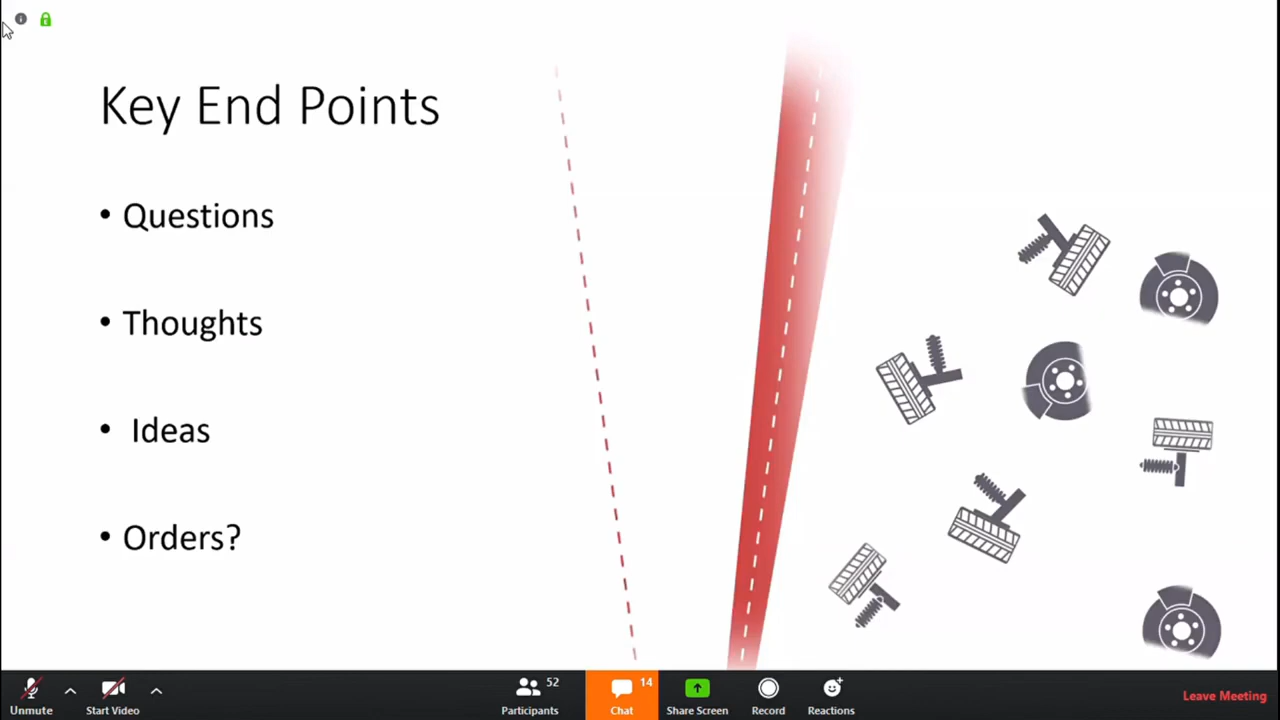 Key End Points
• Questions
• Thoughts
• Ideas
• Orders?
52
14
Unmute
Start Video
Participants
Chat
Share Screen
Record
Reactions
Leave Meeting